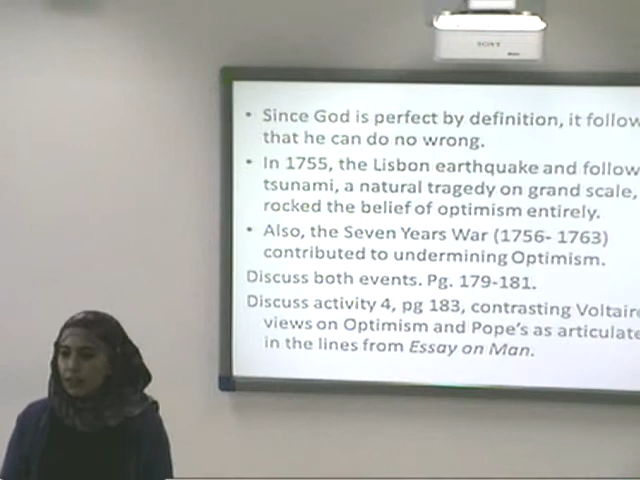 SONY
• Since God is perfect by definition, it follow
that he can do no wrong.
• In 1755, the Lisbon earthquake and follow
tsunami, a natural tragedy on grand scale,
rocked the belief of optimism entirely.
• Also, the Seven Years War (1756- 1763)
contributed to undermining Optimism.
Discuss both events. Pg. 179-181.
Discuss activity 4, pg 183, contrasting Voltaire
views on Optimism and Pope's as articulate
in the lines from Essay on Man.